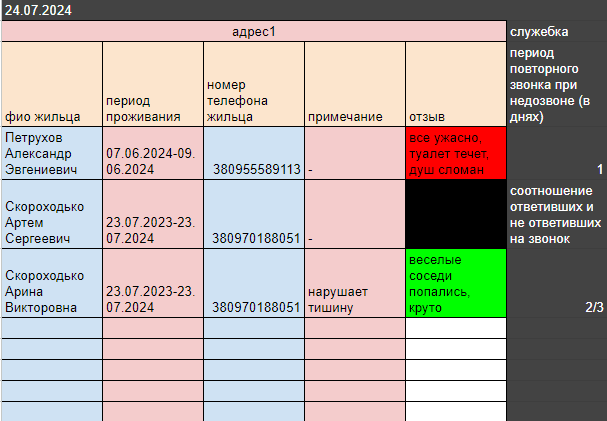 24.07.2024
адрес1
служебка
фио жильца
период
проживания
номер
телефона
жильца
примечание
отзыв
период
повторного
звонка при
недозвоне (в
днях)
Петрухов
Александр
Эвгениевич
07.06.2024-09.
06.2024
380955589113
-
все ужасно,
туалет течет,
душ сломан
1
Скороходько
Артем
Сергеевич
23.07.2023-23.
07.2024
380970188051
-
соотношение
ответивших и
не ответивших
на звонок
Скороходько
Арина
Викторовна
23.07.2023-23.
07.2024
380970188051
нарушает
тишину
веселые
соседи
попались,
круто
2/3